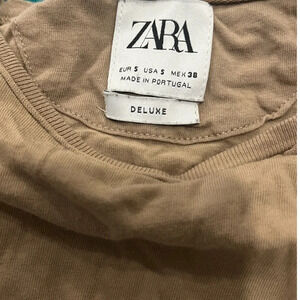 ZARA
EUR S USA S MEX 38
MADE IN PORTUGAL
DELUXE